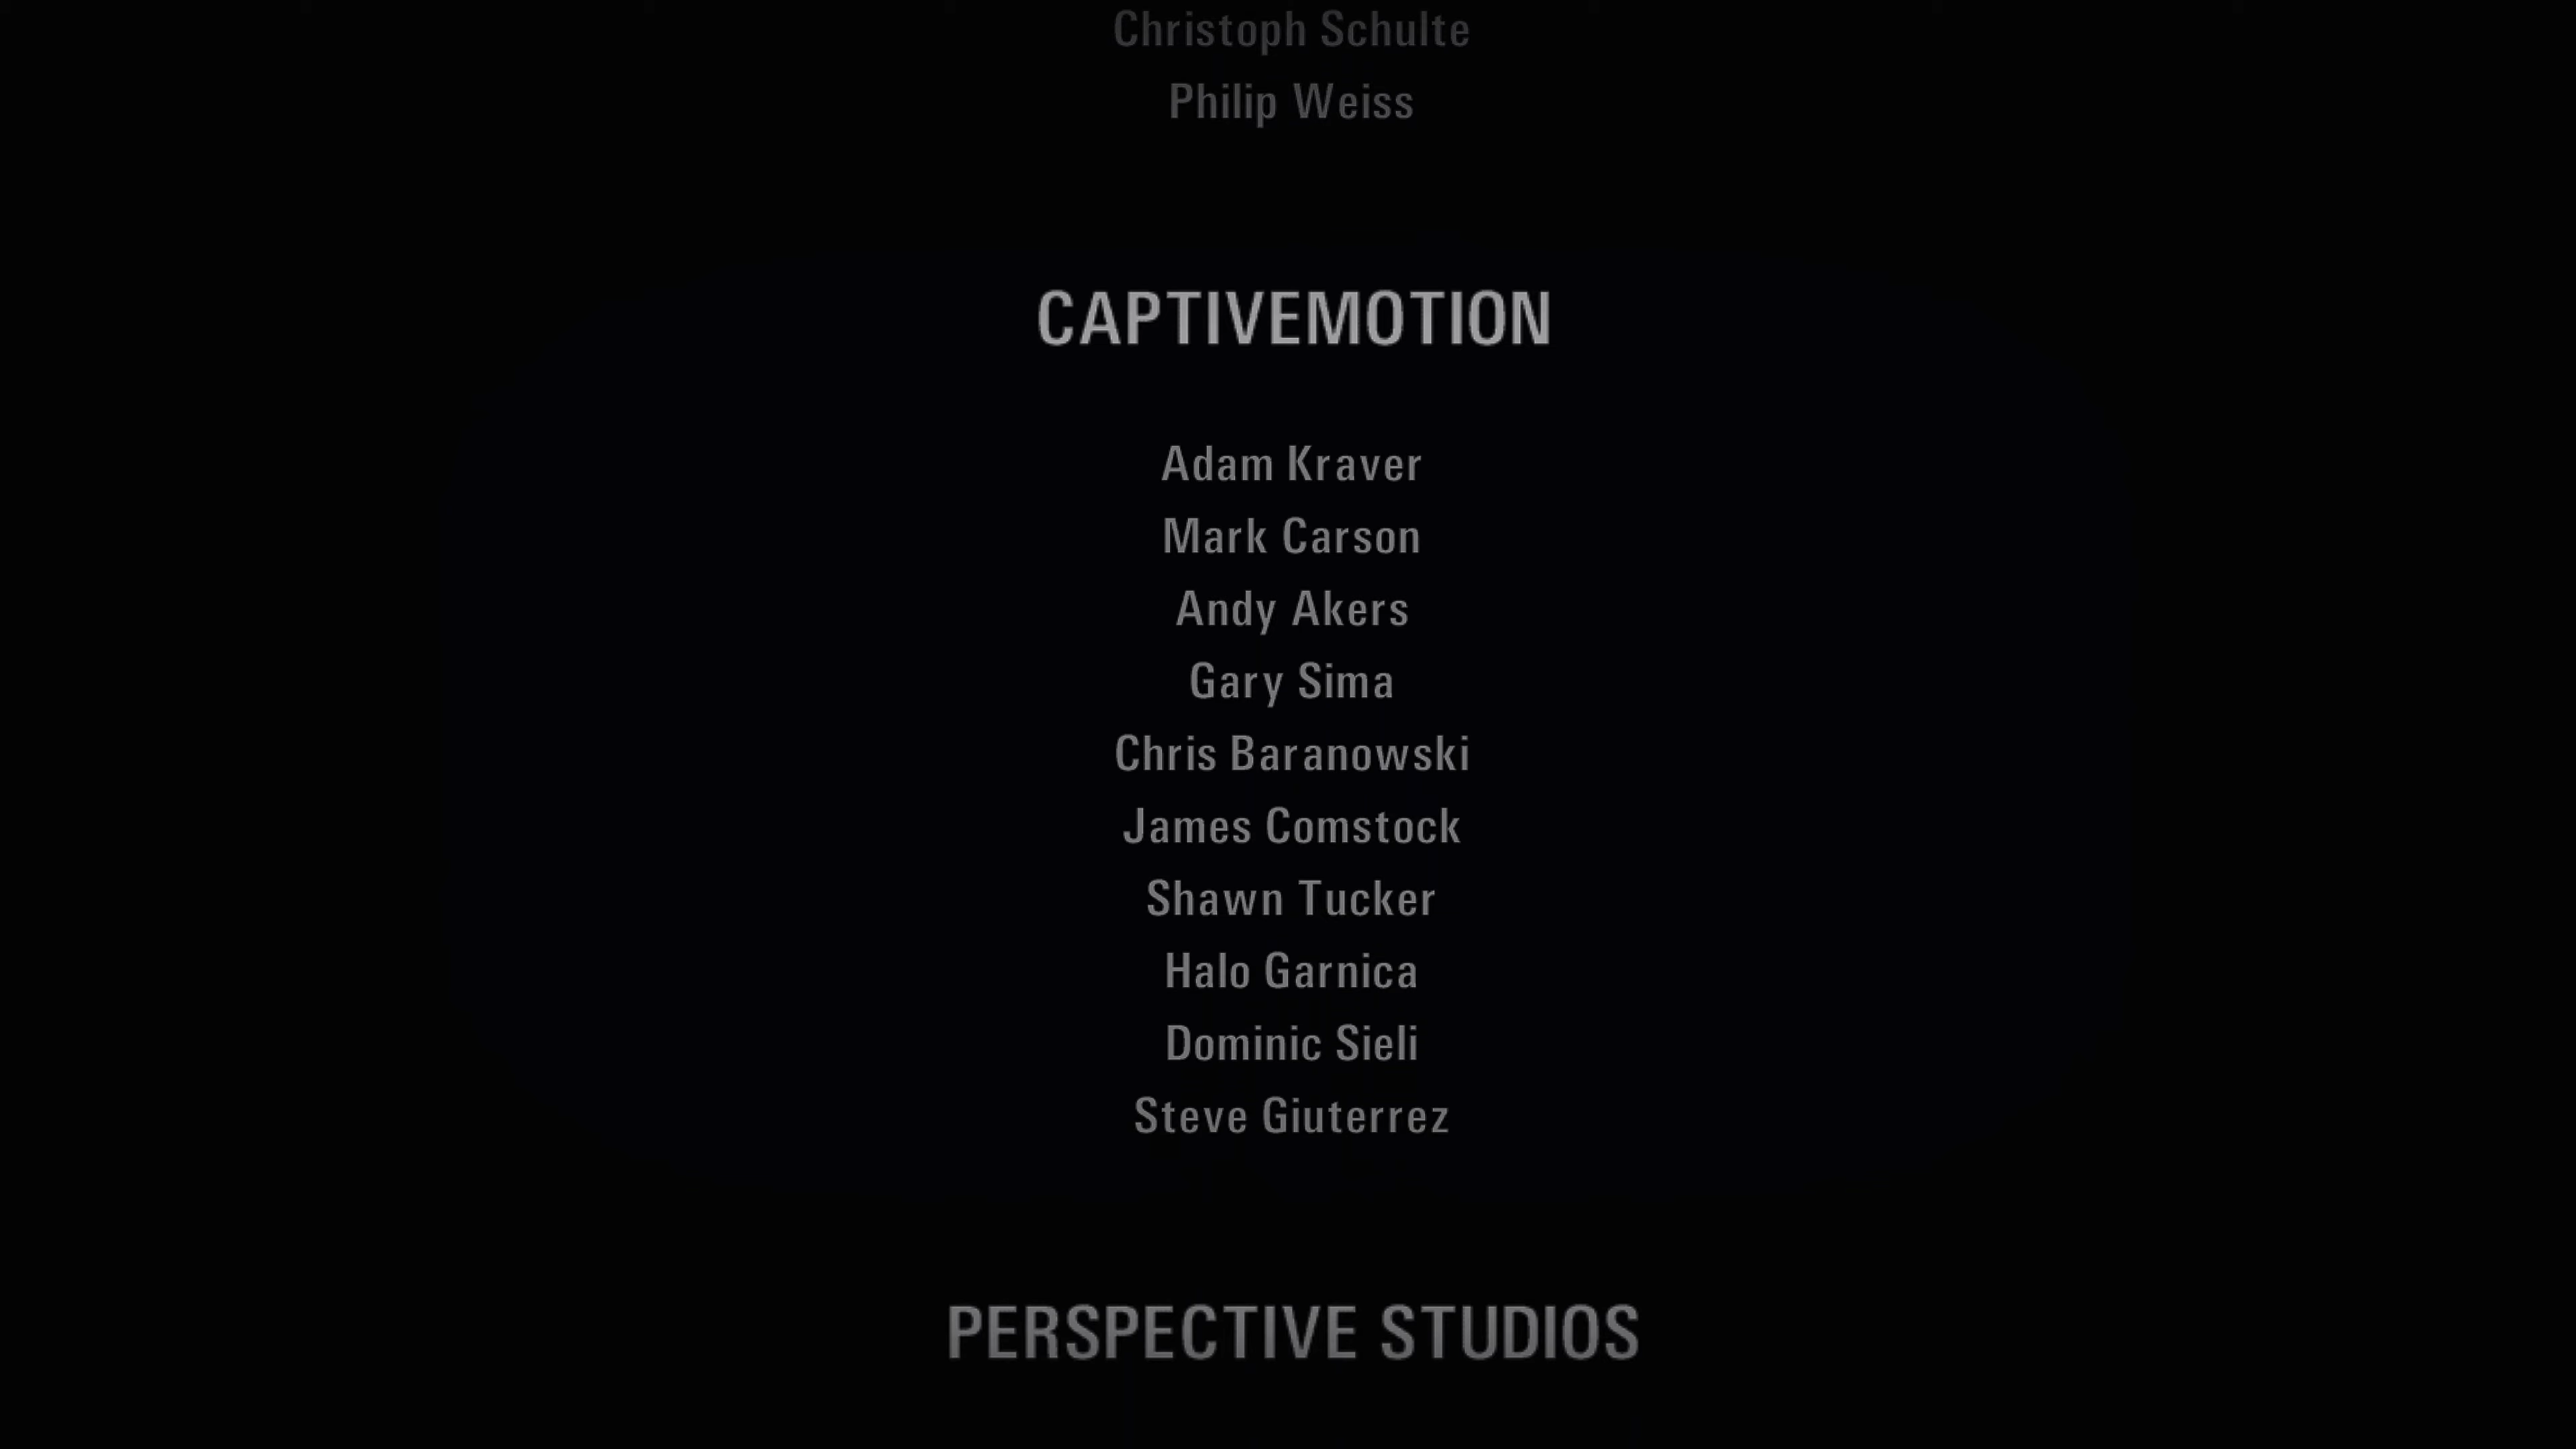 Christoph Schulte
Philip Weiss
CAPTIVEMOTION
Adam Kraver
Mark Carson
Andy Akers
Gary Sima
Chris Baranowski
James Comstock
Shawn Tucker
Halo Garnica
Dominic Sieli
Steve Giuterrez
PERSPECTIVE STUDIOS